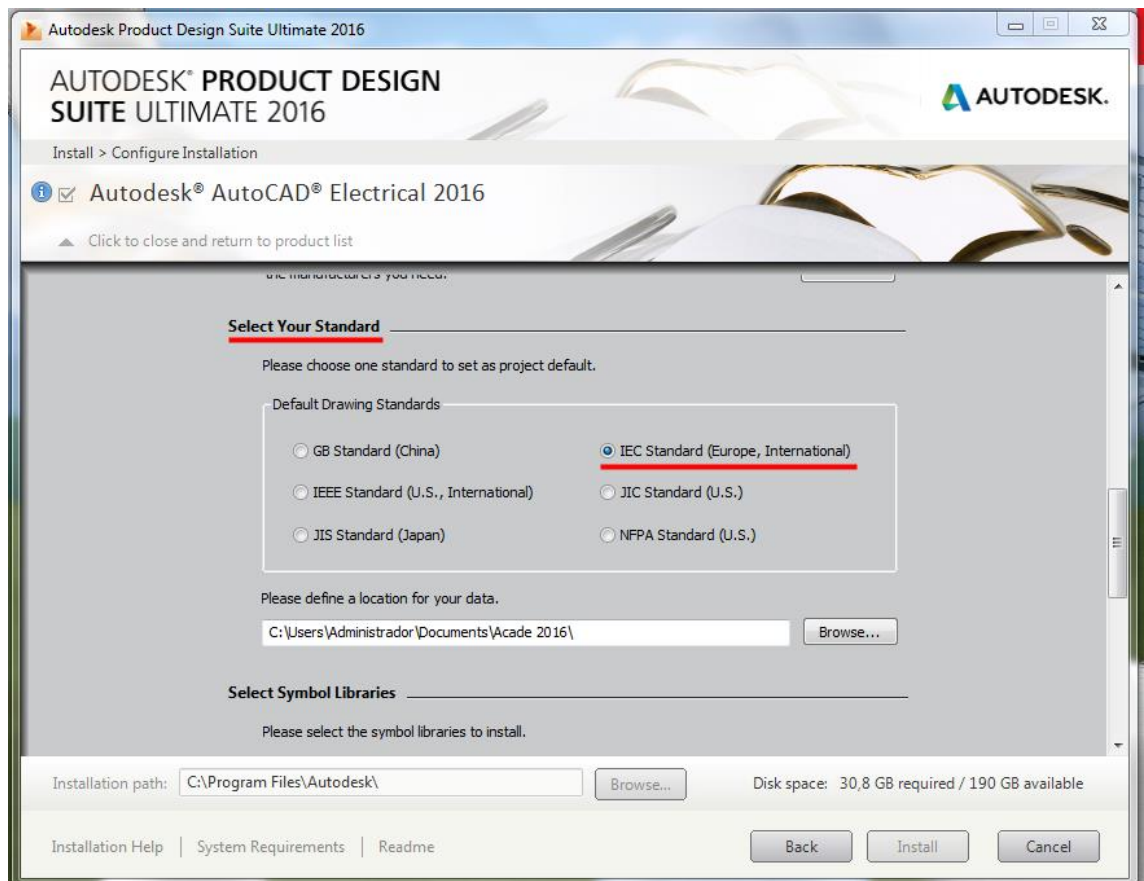 Autodesk Product Design Suite Ultimate 2016
AUTODESK® PRODUCT DESIGN
SUITE ULTIMATE 2016
AUTODESK.
Install > Configure Installation
Autodesk® AutoCAD® Electrical 2016
Click to close and return to product list
the manufacturers you need.
Select Your Standard
Please choose one standard to set as project default.
Default Drawing Standards
GB Standard (China)
IEC Standard (Europe, International)
IEEE Standard (U.S., International)
JIC Standard (U.S.)
JIS Standard (Japan)
NFPA Standard (U.S.)
Please define a location for your data.
C:\Users\Administrador\Documents\Acade 2016\
Browse...
Select Symbol Libraries
Please select the symbol libraries to install.
Installation path: C:\Program Files\Autodesk\ Browse... Disk space: 30,8 GB required / 190 GB available
Installation Help | System Requirements | Readme Back Install Cancel